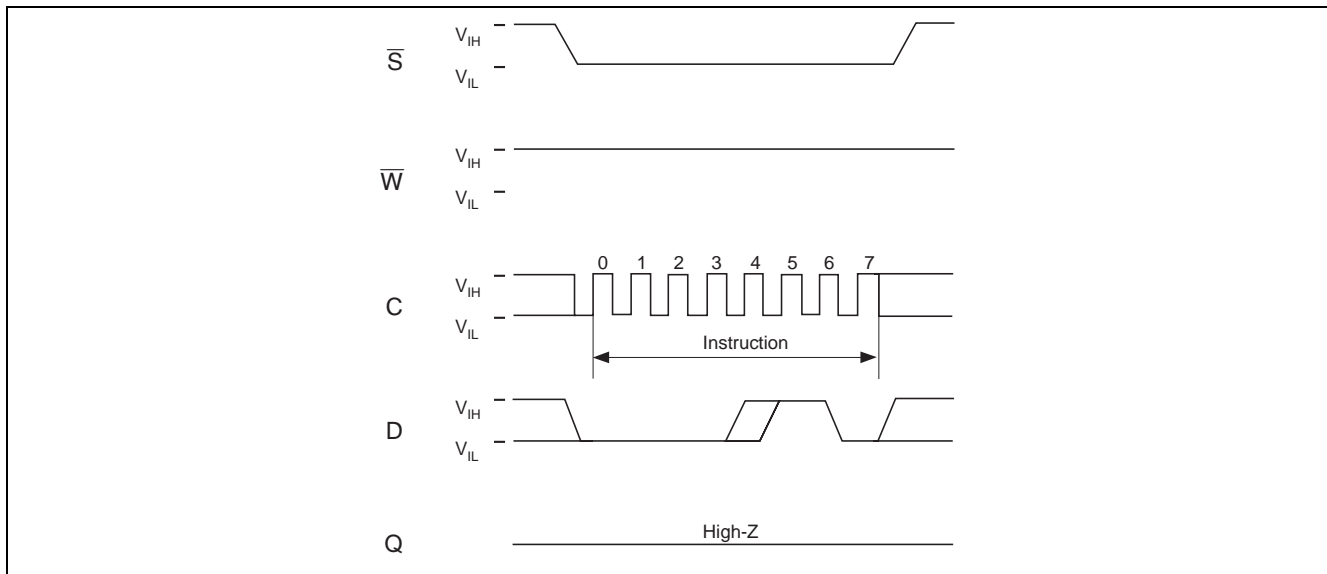 S̅
V_IH
V_IL
W̅
V_IH
V_IL
C
V_IH
V_IL
0 1 2 3 4 5 6 7
Instruction
D
V_IH
V_IL
Q
High-Z